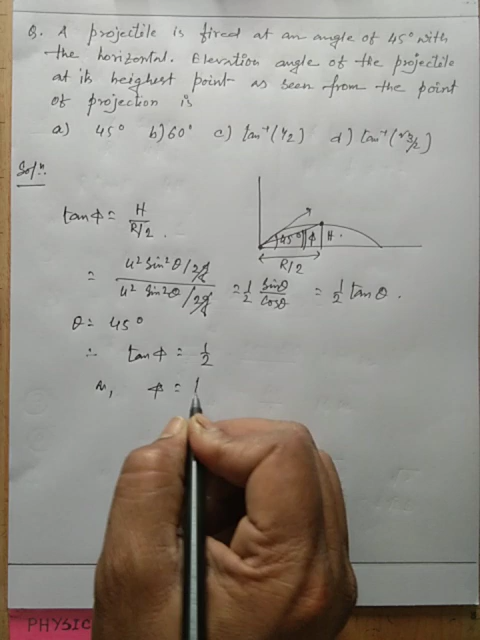 Q. A projectile is fired at an angle of 45° with
the horizontal. Elevation angle of the projectile
at its heighest point as seen from the point
of projection is
a) 45° b) 60° c) tan⁻¹(1/2) d) tan⁻¹(√3/2)
Solⁿ:
tanϕ = H / R/2 .
45° ϕ H .
R/2
= u² sin²θ/2g / u² sin2θ/2g = 1/2 sinθ/cosθ = 1/2 tanθ .
θ = 45°
∴ tanϕ = 1/2
ϕ =
PHYSIC